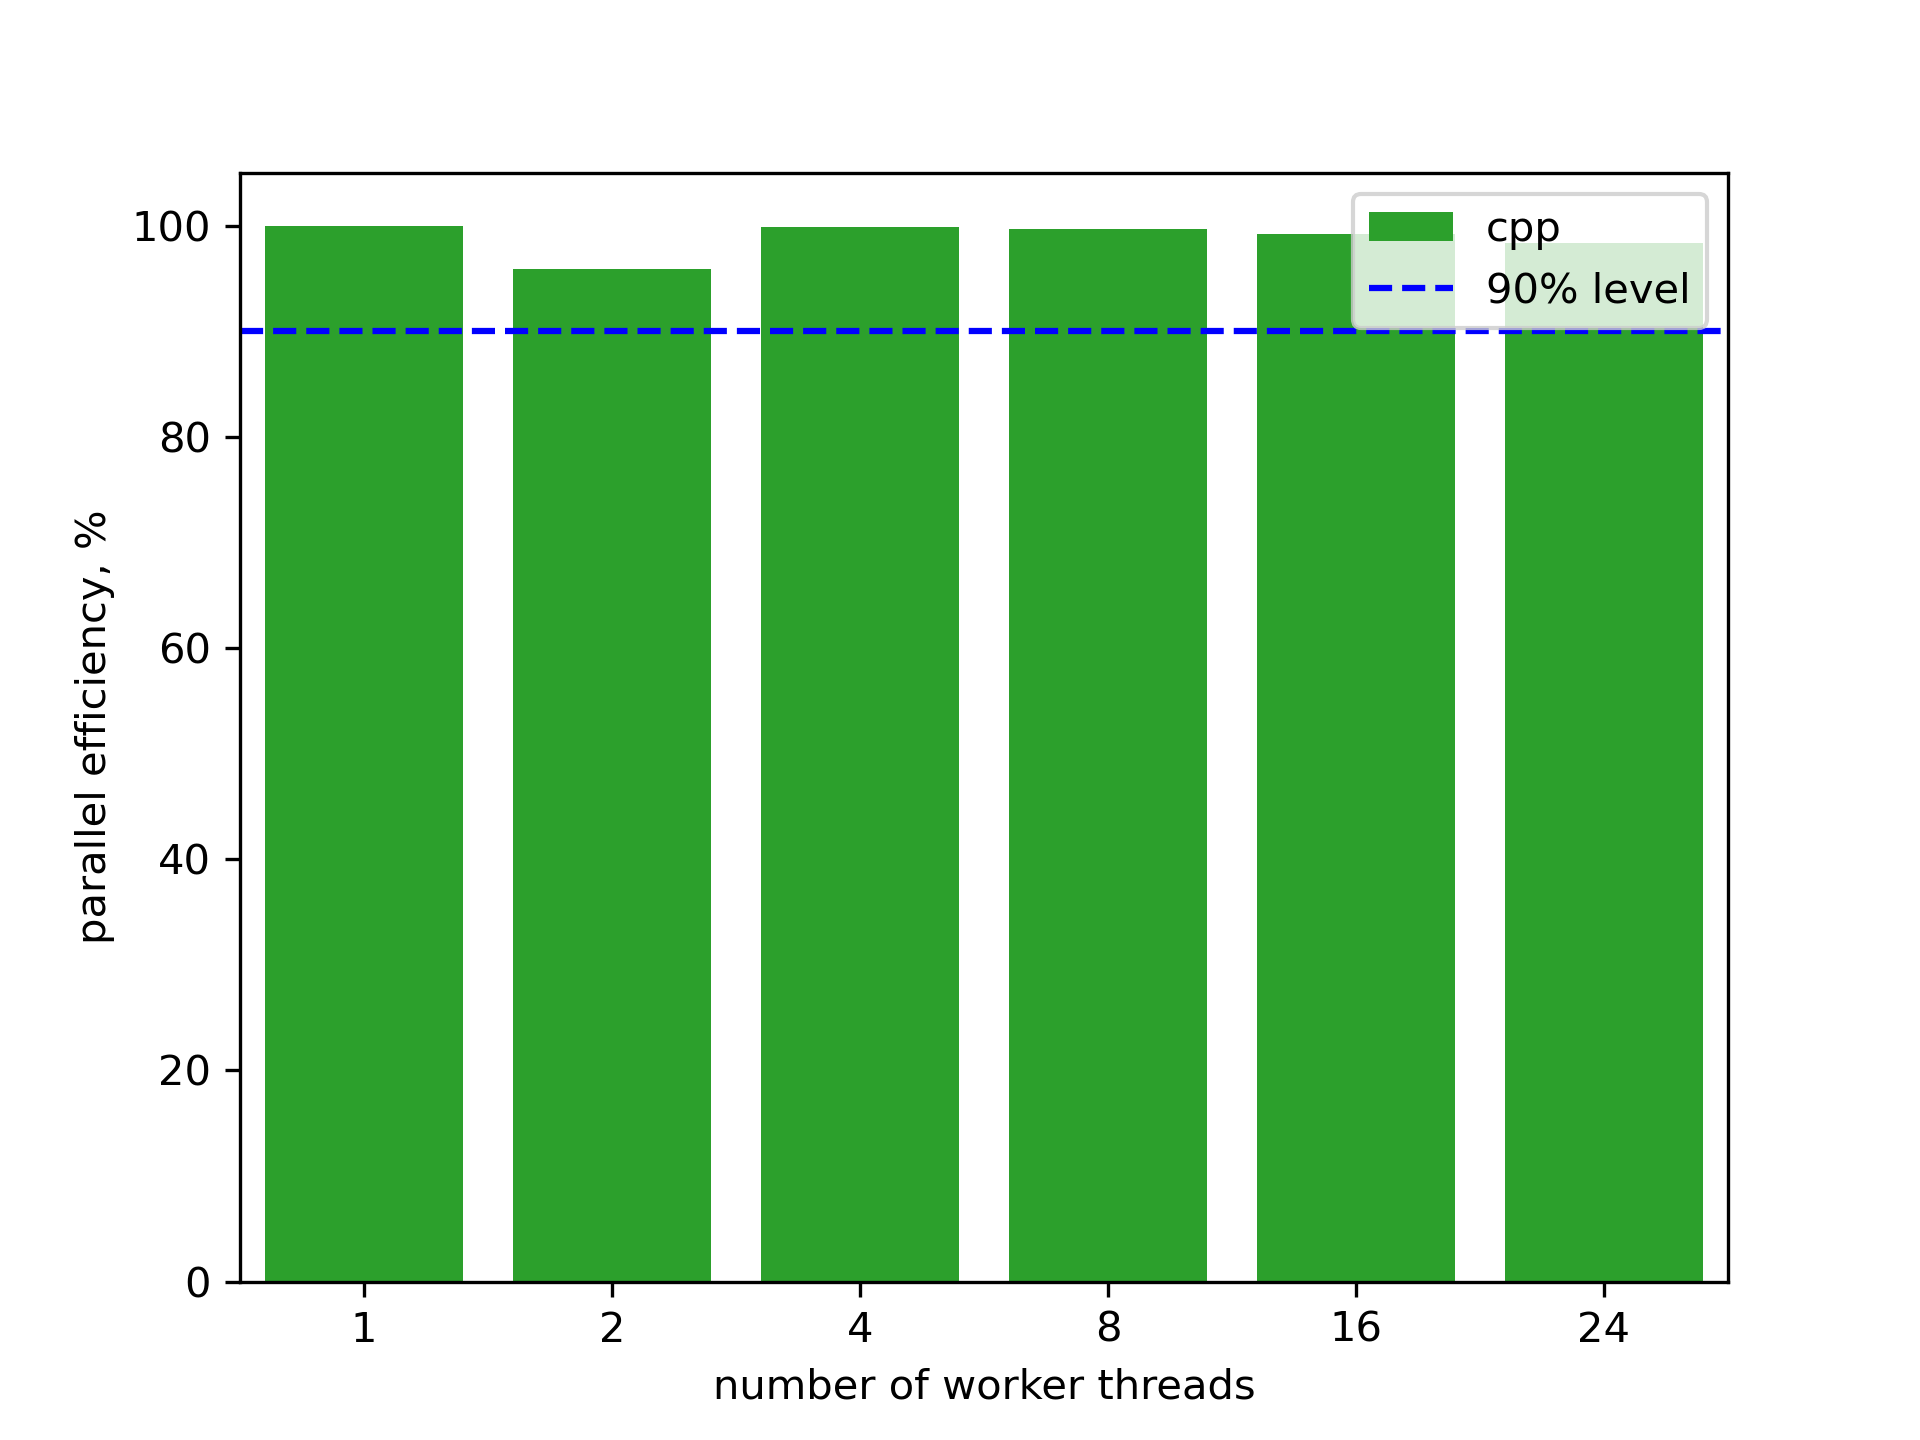 cpp
90% level
100
80
60
40
20
0
parallel efficiency, %
1 2 4 8 16 24
number of worker threads